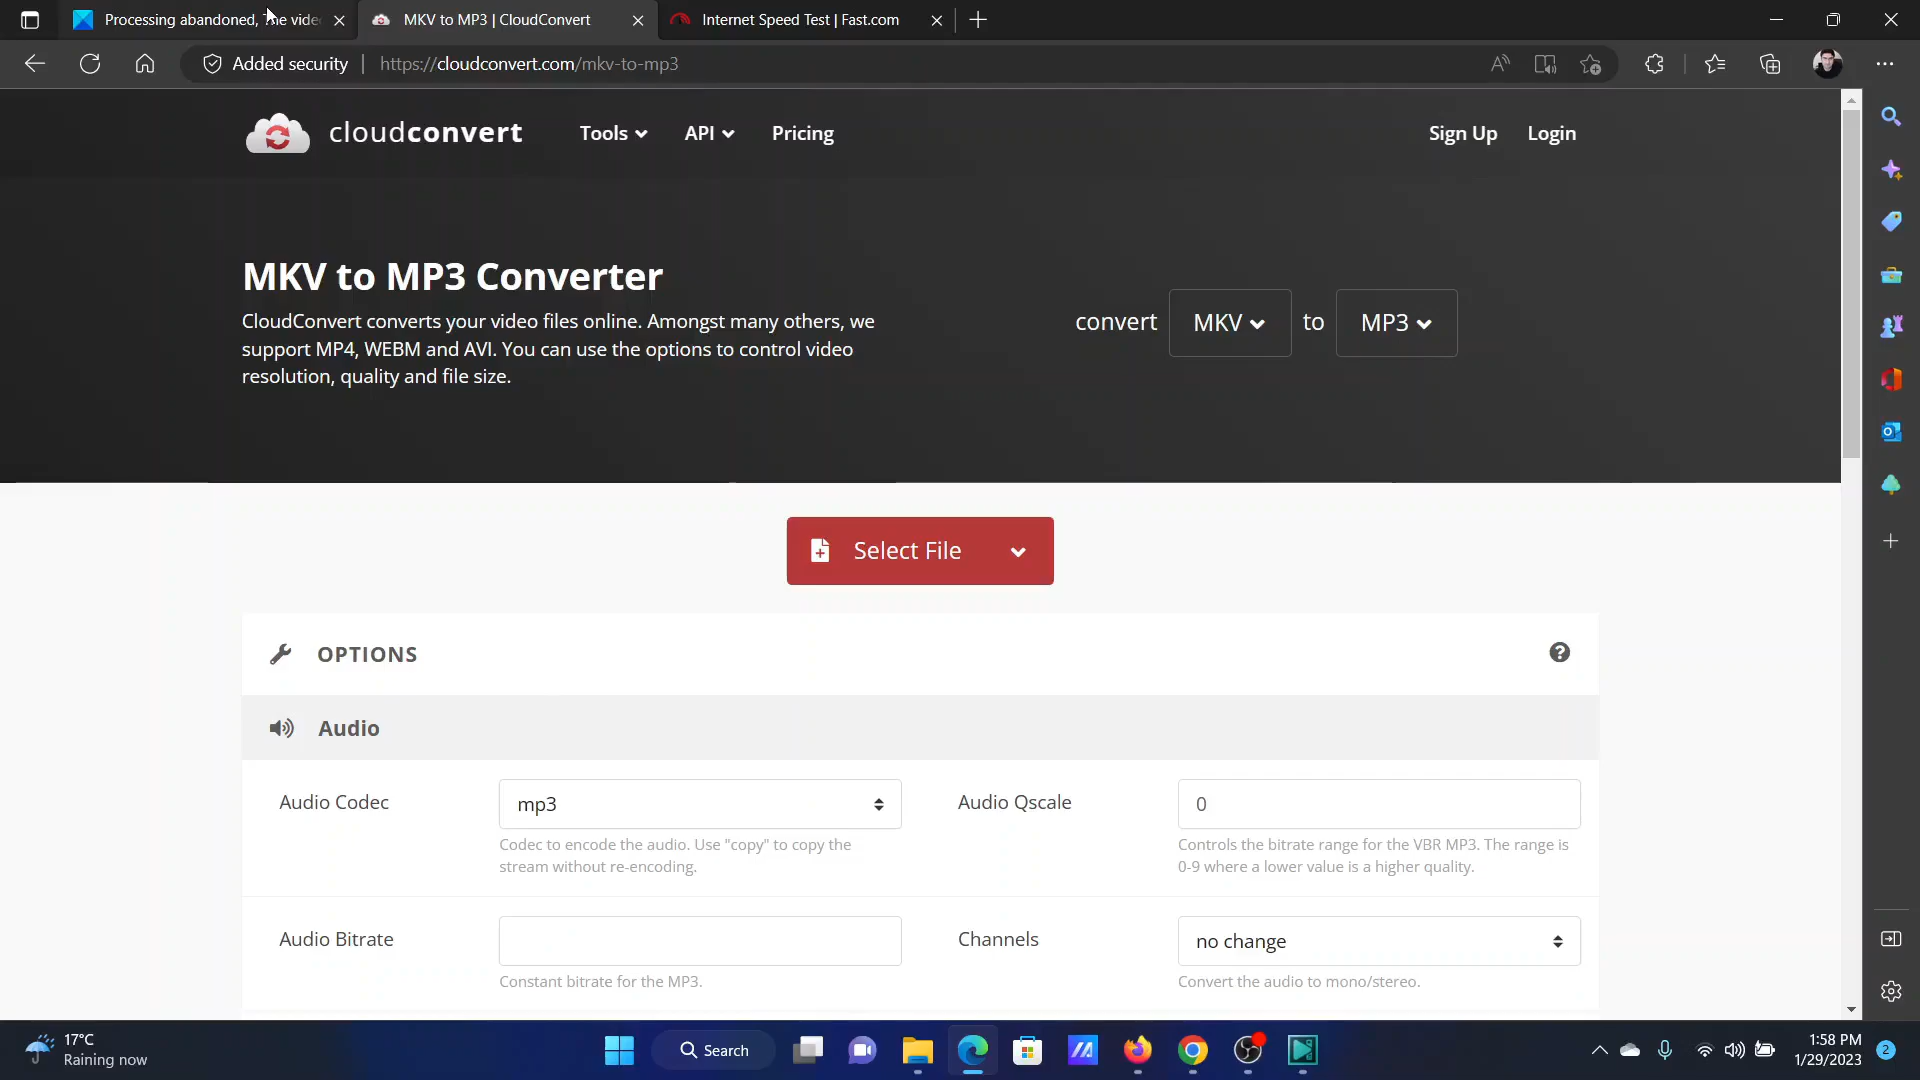 Processing abandoned, The vide
MKV to MP3 | CloudConvert
Internet Speed Test | Fast.com
Added security
https://cloudconvert.com/mkv-to-mp3
cloudconvert
Tools
API
Pricing
Sign Up
Login
MKV to MP3 Converter
CloudConvert converts your video files online. Amongst many others, we
support MP4, WEBM and AVI. You can use the options to control video
resolution, quality and file size.
convert MKV to MP3
Select File
OPTIONS
Audio
Audio Codec
mp3
Codec to encode the audio. Use "copy" to copy the
stream without re-encoding.
Audio Qscale
0
Controls the bitrate range for the VBR MP3. The range is
0-9 where a lower value is a higher quality.
Audio Bitrate
Constant bitrate for the MP3.
Channels
no change
Convert the audio to mono/stereo.
17°C
Raining now
Search
1:58 PM
1/29/2023
2